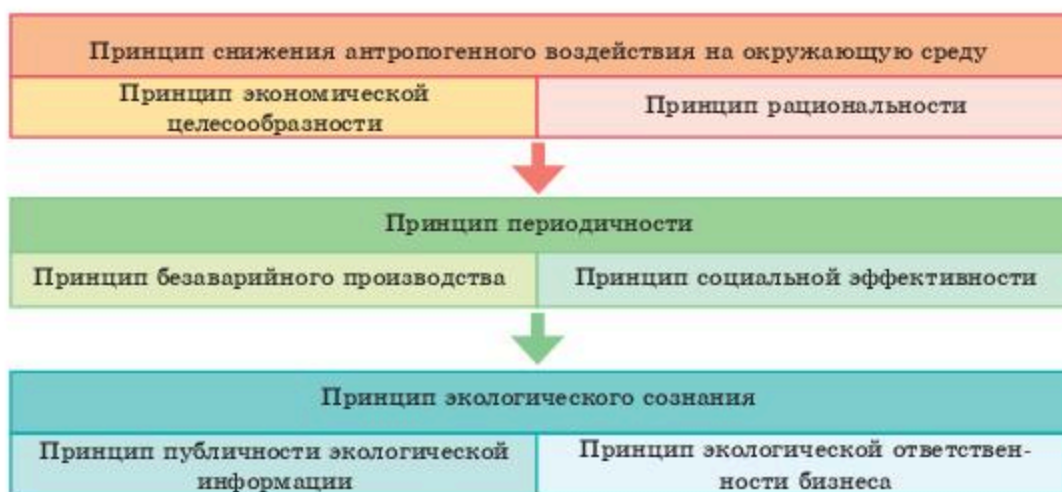 Принцип снижения антропогенного воздействия на окружающую среду
Принцип экономической
целесообразности
Принцип рациональности
Принцип периодичности
Принцип безаварийного производства
Принцип социальной эффективности
Принцип экологического сознания
Принцип публичности экологической
информации
Принцип экологической ответствен-
ности бизнеса